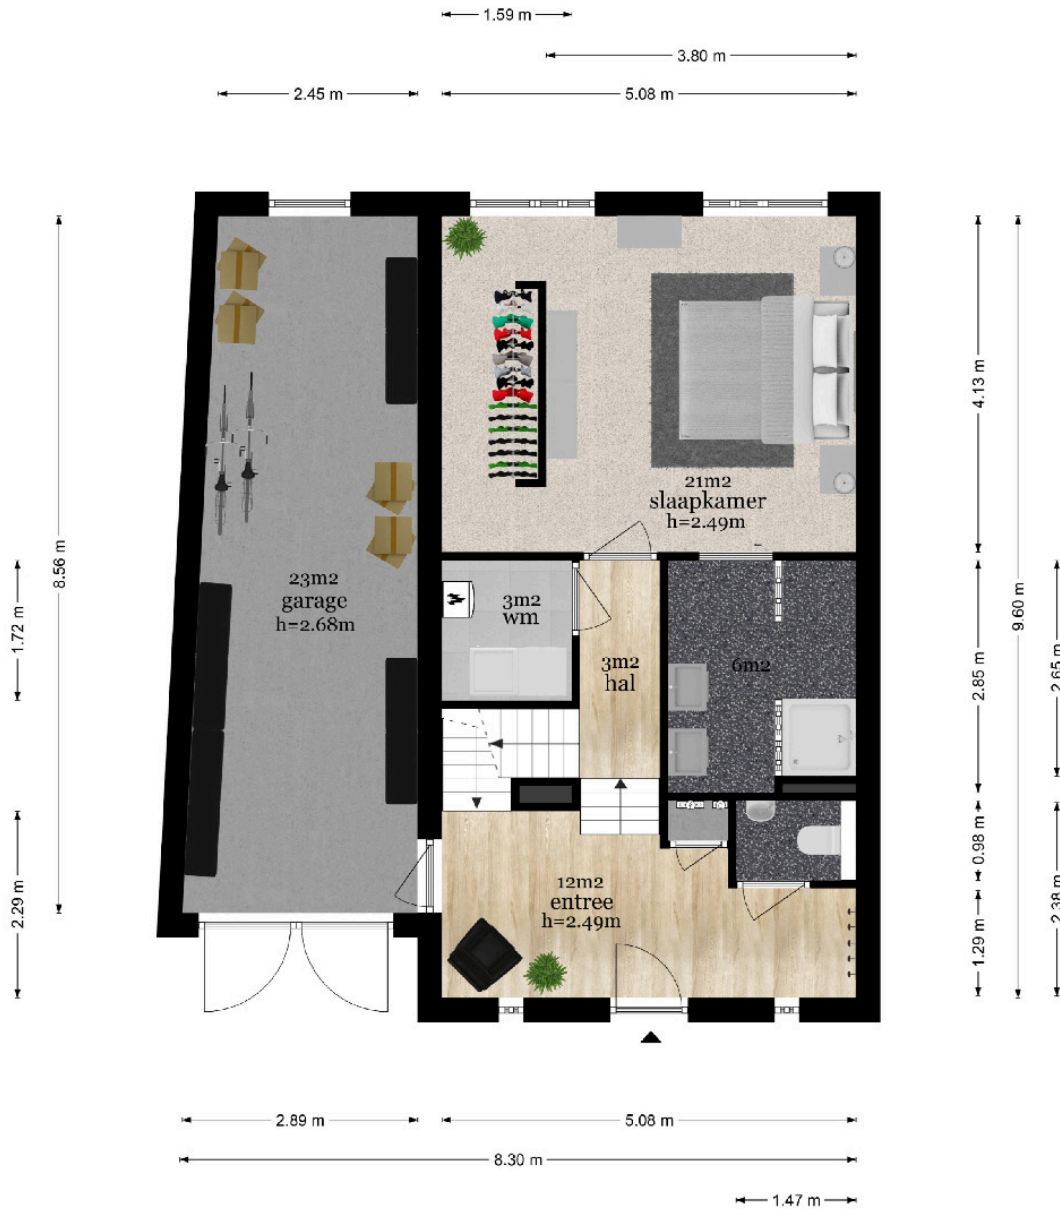 1.59 m
3.80 m
2.45 m
5.08 m
4.13 m
21m2
slaapkamer
h=2.49m
8.56 m
9.60 m
23m2
garage
h=2.68m
3m2
wm
1.72 m
3m2
hal
6m2
2.85 m
2.65 m
0.98 m
12m2
entree
h=2.49m
2.29 m
2.38 m
1.29 m
2.89 m
5.08 m
8.30 m
1.47 m